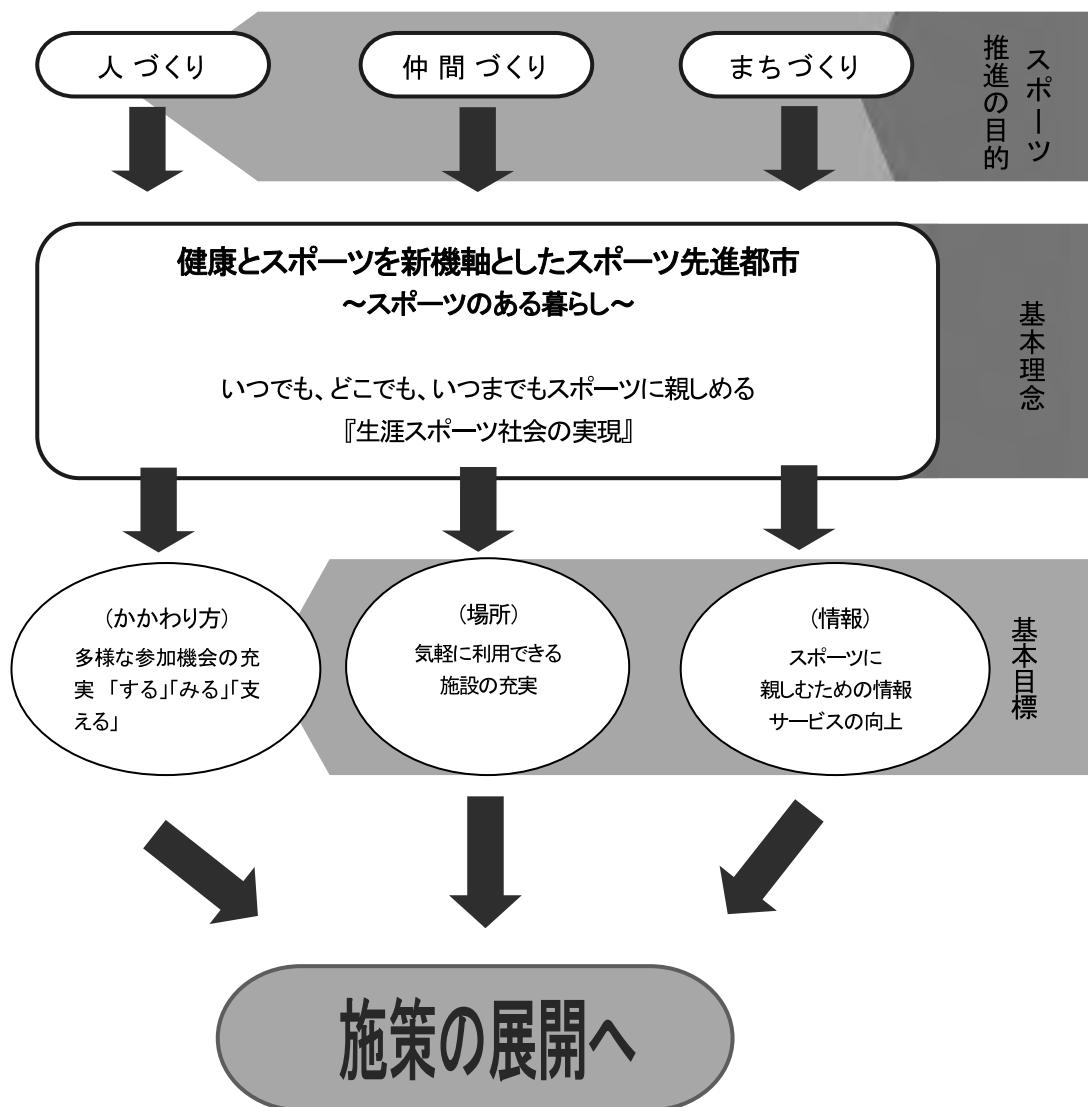 人 づくり
仲 間 づくり
まちづくり
スポーツ
推進の目的
健康とスポーツを新機軸としたスポーツ先進都市
～スポーツのある暮らし～
いつでも、どこでも、いつまでもスポーツに親しめる
『生涯スポーツ社会の実現』
基本理念
（かかわり方）
多様な参加機会の充
実 「する」「みる」「支
える」
（場所）
気軽に利用できる
施設の充実
（情報）
スポーツに
親しむための情報
サービスの向上
基本目標
施策の展開へ